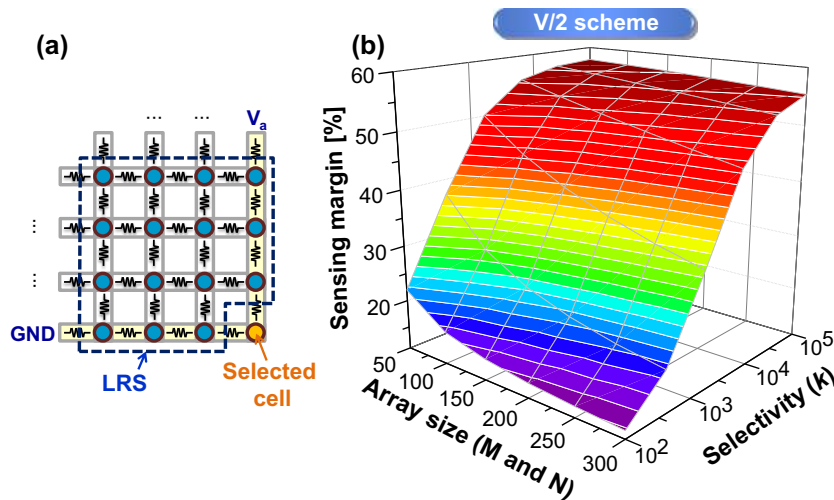 V/2 scheme
(a)
... ...
V_a
⋮
⋮
GND
LRS
Selected
cell
(b)
Sensing margin [%]
60
50
40
30
20
50
100
150
200
250
300
Array size (M and N)
10²
10³
10⁴
10⁵
Selectivity (k)